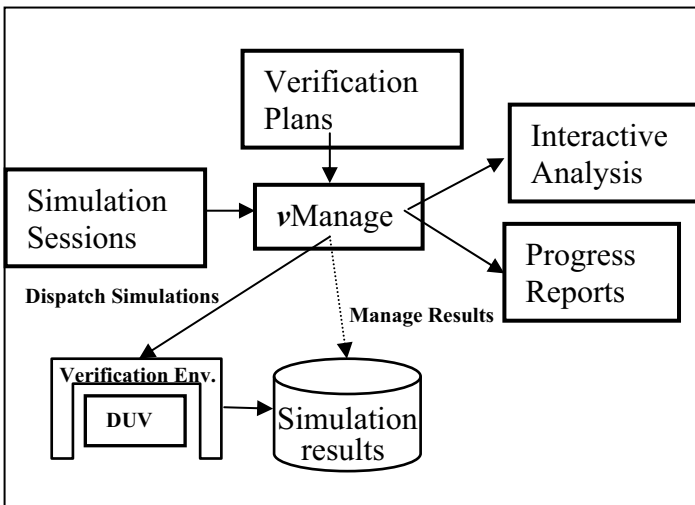 Verification
Plans
Interactive
Analysis
Simulation
Sessions
vManage
Progress
Reports
Dispatch Simulations
Manage Results
Verification Env.
DUV
Simulation
results